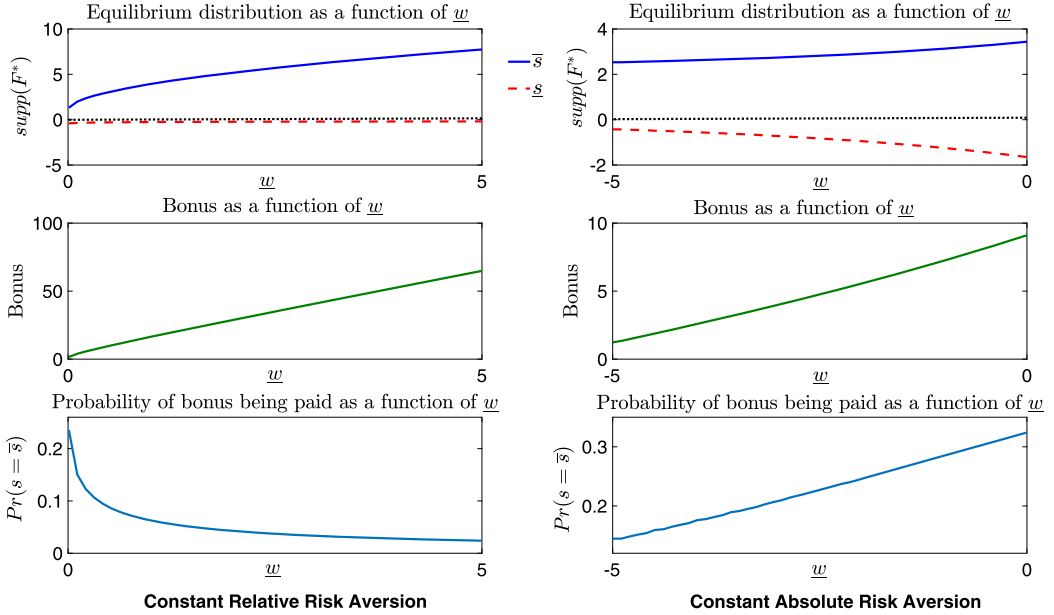 Equilibrium distribution as a function of w
10
5
0
-5
supp(F*)
0
w
5
s̅
s̲
Equilibrium distribution as a function of w
4
2
0
-2
supp(F*)
-5
w
0
Bonus as a function of w
100
50
0
Bonus
0
w
5
Bonus as a function of w
10
5
0
Bonus
-5
w
0
Probability of bonus being paid as a function of w
0.2
0.1
0
Pr(s = s̅)
0
w
5
Constant Relative Risk Aversion
Probability of bonus being paid as a function of w
0.3
0.2
Pr(s = s̅)
-5
w
0
Constant Absolute Risk Aversion